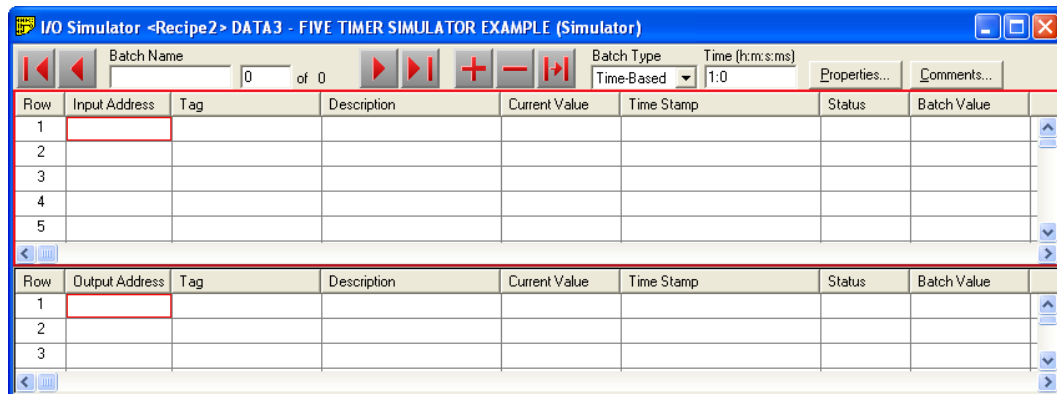 I/O Simulator <Recipe2> DATA3 - FIVE TIMER SIMULATOR EXAMPLE (Simulator)
Batch Name Batch Type Time (h:m:s:ms)
0 of 0 Time-Based 1:0 Properties... Comments...
Row Input Address Tag Description Current Value Time Stamp Status Batch Value
1
2
3
4
5
Row Output Address Tag Description Current Value Time Stamp Status Batch Value
1
2
3